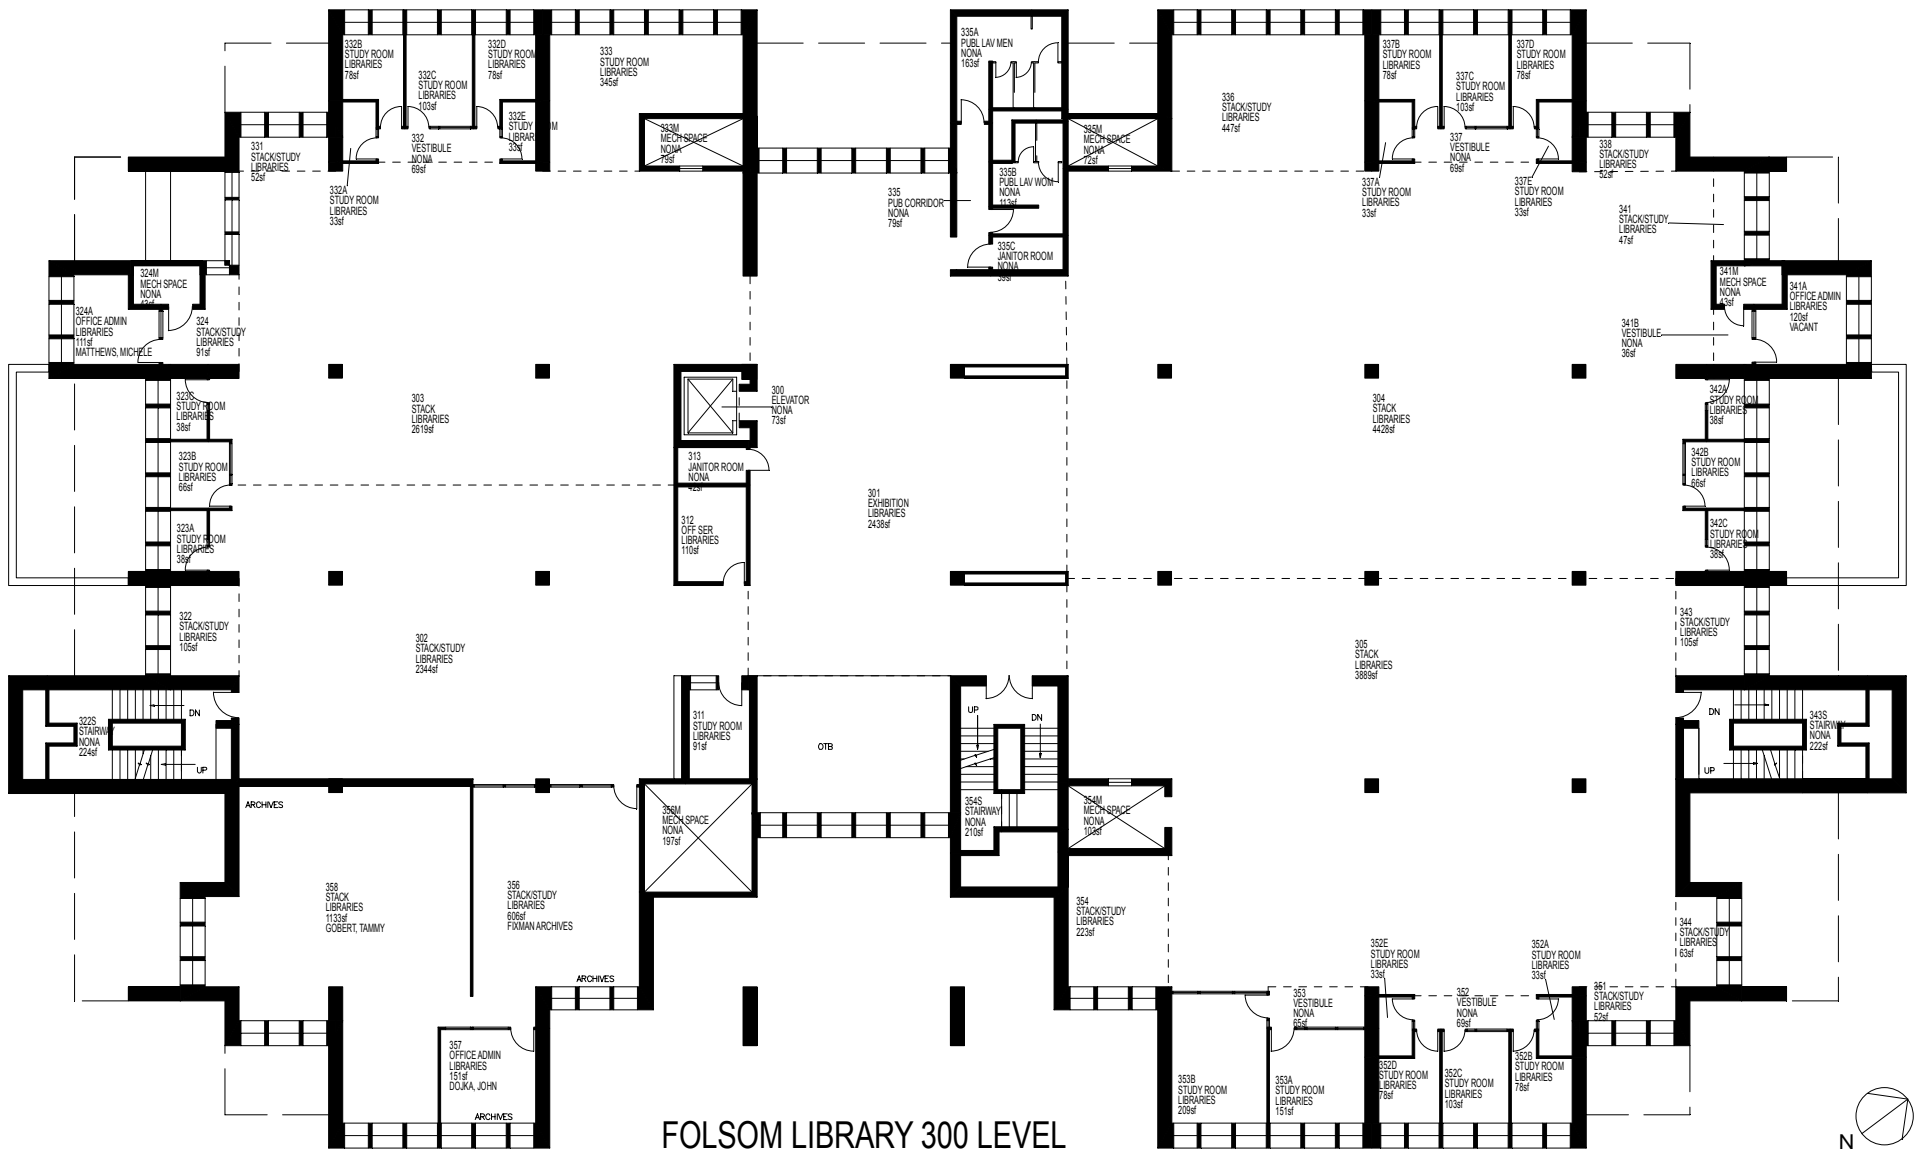 332B
STUDY ROOM
LIBRARIES
78sf
332C
STUDY ROOM
LIBRARIES
103sf
332D
STUDY ROOM
LIBRARIES
78sf
332E
STUDY ROOM
LIBRARIES
33sf
333
STUDY ROOM
LIBRARIES
345sf
335A
PUBL LAV MEN
NONA
163sf
336
STACK/STUDY
LIBRARIES
447sf
337B
STUDY ROOM
LIBRARIES
78sf
337C
STUDY ROOM
LIBRARIES
103sf
337D
STUDY ROOM
LIBRARIES
78sf
331
STACK/STUDY
LIBRARIES
52sf
332
VESTIBULE
NONA
69sf
332A
STUDY ROOM
LIBRARIES
33sf
333M
MECH SPACE
NONA
79sf
335M
MECH SPACE
NONA
72sf
335B
PUBL LAV WOM
NONA
113sf
335
PUB CORRIDOR
NONA
79sf
335C
JANITOR ROOM
NONA
39sf
337
VESTIBULE
NONA
69sf
337A
STUDY ROOM
LIBRARIES
33sf
337E
STUDY ROOM
LIBRARIES
33sf
338
STACK/STUDY
LIBRARIES
52sf
341
STACK/STUDY
LIBRARIES
47sf
324M
MECH SPACE
NONA
43sf
324A
OFFICE ADMIN
LIBRARIES
111sf
MATTHEWS, MICHELE
324
STACK/STUDY
LIBRARIES
91sf
341M
MECH SPACE
NONA
43sf
341A
OFFICE ADMIN
LIBRARIES
120sf
VACANT
341B
VESTIBULE
NONA
36sf
323C
STUDY ROOM
LIBRARIES
38sf
303
STACK
LIBRARIES
2619sf
300
ELEVATOR
NONA
73sf
304
STACK
LIBRARIES
4428sf
342A
STUDY ROOM
LIBRARIES
38sf
323B
STUDY ROOM
LIBRARIES
66sf
313
JANITOR ROOM
NONA
42sf
342B
STUDY ROOM
LIBRARIES
66sf
323A
STUDY ROOM
LIBRARIES
38sf
312
OFF SER
LIBRARIES
110sf
301
EXHIBITION
LIBRARIES
2438sf
342C
STUDY ROOM
LIBRARIES
38sf
322
STACK/STUDY
LIBRARIES
105sf
302
STACK/STUDY
LIBRARIES
2344sf
305
STACK
LIBRARIES
3889sf
343
STACK/STUDY
LIBRARIES
105sf
322S
STAIRWAY
NONA
224sf
DN
UP
311
STUDY ROOM
LIBRARIES
91sf
OTB
UP
DN
DN
UP
343S
STAIRWAY
NONA
222sf
ARCHIVES
356M
MECH SPACE
NONA
197sf
354S
STAIRWAY
NONA
210sf
354M
MECH SPACE
NONA
103sf
358
STACK
LIBRARIES
1133sf
GOBERT, TAMMY
356
STACK/STUDY
LIBRARIES
606sf
FIXMAN ARCHIVES
ARCHIVES
354
STACK/STUDY
LIBRARIES
223sf
344
STACK/STUDY
LIBRARIES
63sf
352E
STUDY ROOM
LIBRARIES
33sf
352A
STUDY ROOM
LIBRARIES
33sf
353
VESTIBULE
NONA
65sf
352
VESTIBULE
NONA
69sf
351
STACK/STUDY
LIBRARIES
52sf
357
OFFICE ADMIN
LIBRARIES
151sf
DOJKA, JOHN
ARCHIVES
353B
STUDY ROOM
LIBRARIES
209sf
353A
STUDY ROOM
LIBRARIES
151sf
352D
STUDY ROOM
LIBRARIES
78sf
352C
STUDY ROOM
LIBRARIES
103sf
352B
STUDY ROOM
LIBRARIES
78sf
FOLSOM LIBRARY 300 LEVEL
N